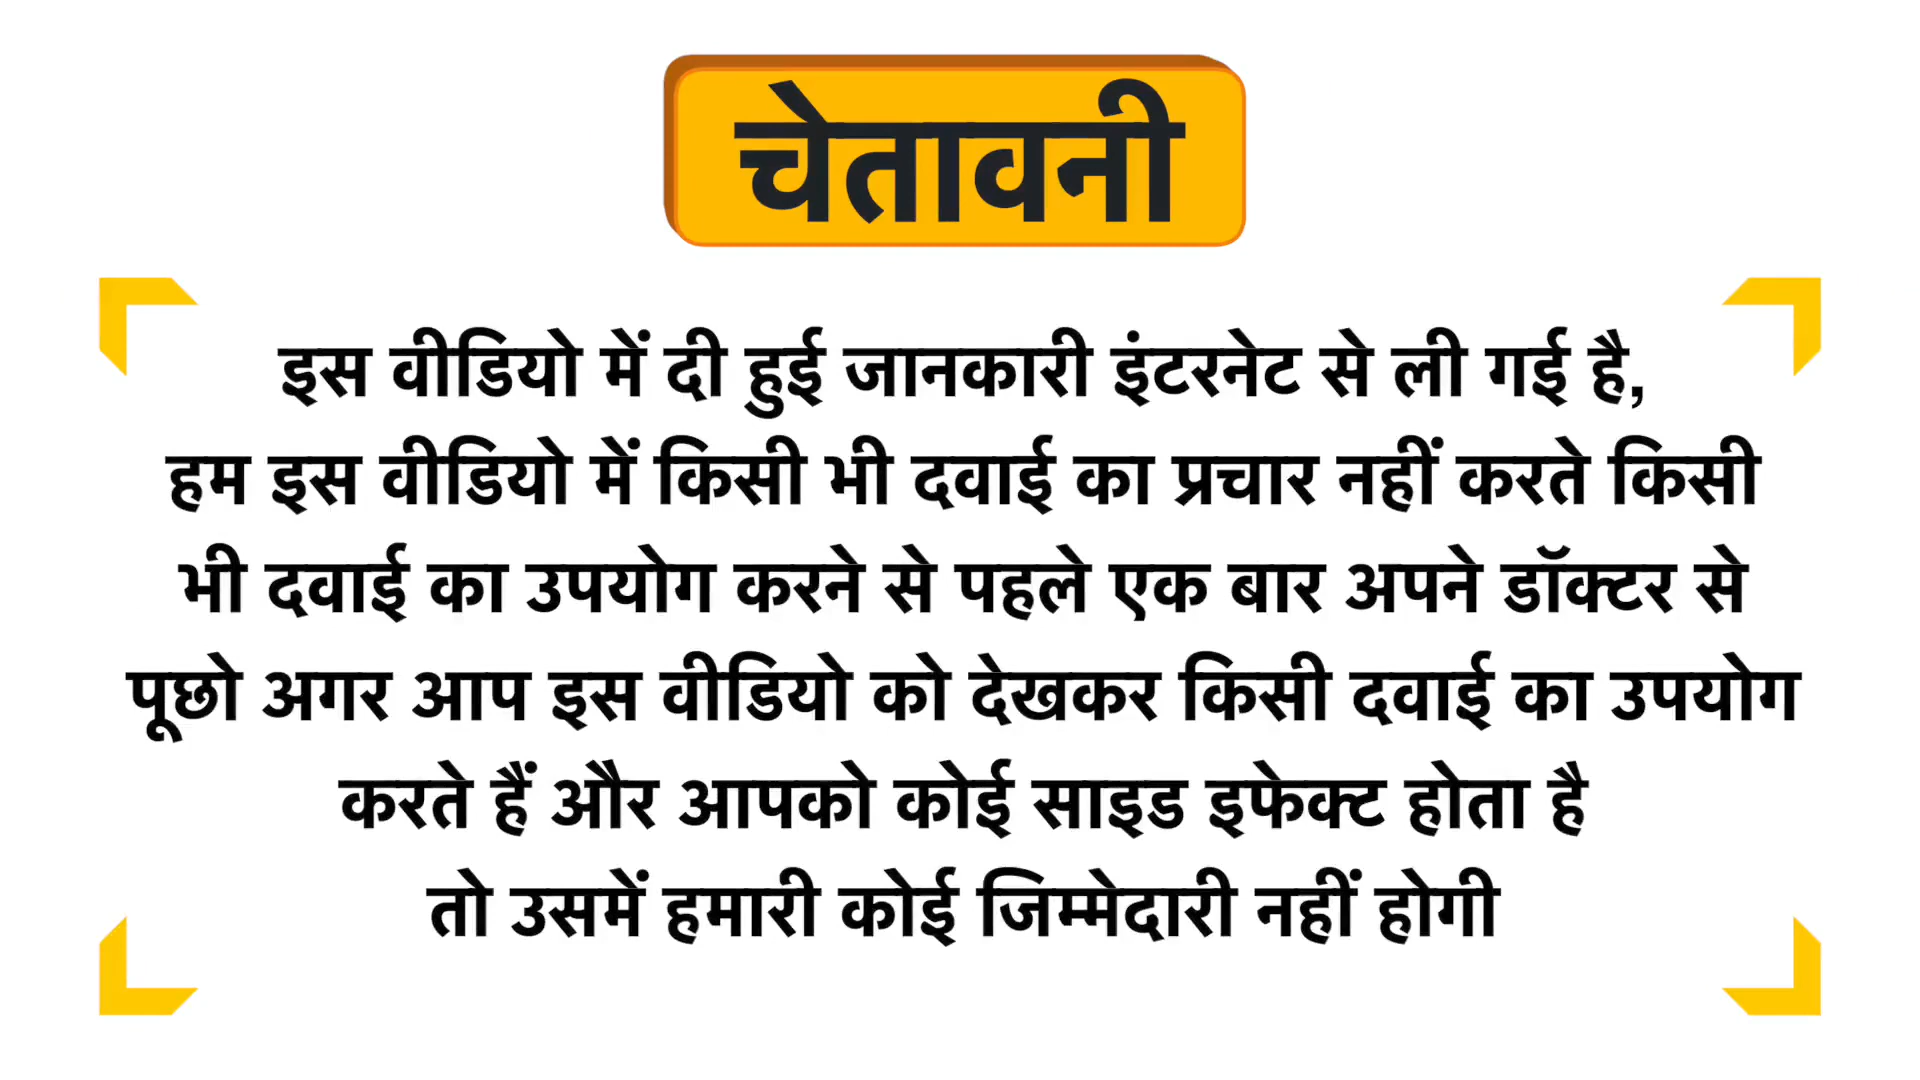 चेतावनी
इस वीडियो में दी हुई जानकारी इंटरनेट से ली गई है,
हम इस वीडियो में किसी भी दवाई का प्रचार नहीं करते किसी
भी दवाई का उपयोग करने से पहले एक बार अपने डॉक्टर से
पूछो अगर आप इस वीडियो को देखकर किसी दवाई का उपयोग
करते हैं और आपको कोई साइड इफेक्ट होता है
तो उसमें हमारी कोई जिम्मेदारी नहीं होगी